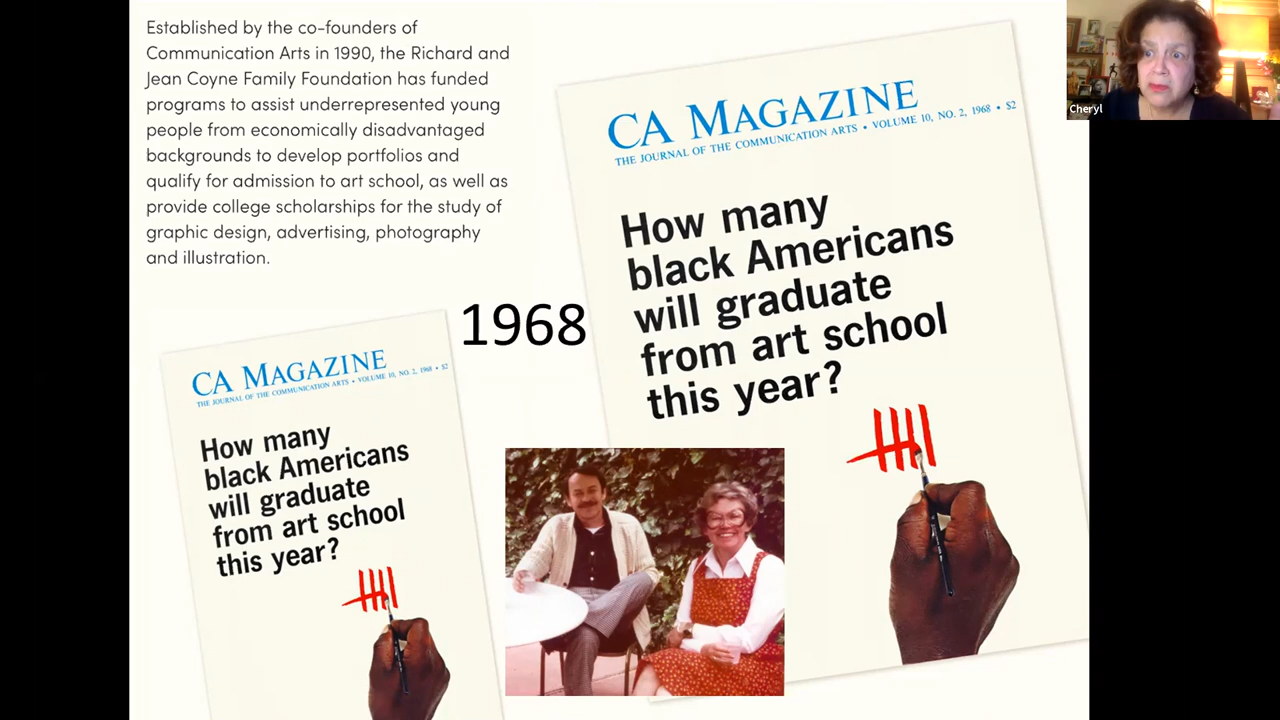 Established by the co-founders of
Communication Arts in 1990, the Richard and
Jean Coyne Family Foundation has funded
programs to assist underrepresented young
people from economically disadvantaged
backgrounds to develop portfolios and
qualify for admission to art school, as well as
provide college scholarships for the study of
graphic design, advertising, photography
and illustration.
1968
CA MAGAZINE
THE JOURNAL OF THE COMMUNICATION ARTS • VOLUME 10, NO. 2, 1968 • $2
How many
black Americans
will graduate
from art school
this year?
CA MAGAZINE
THE JOURNAL OF THE COMMUNICATION ARTS • VOLUME 10, NO. 2, 1968 • $2
How many
black Americans
will graduate
from art school
this year?
Cheryl